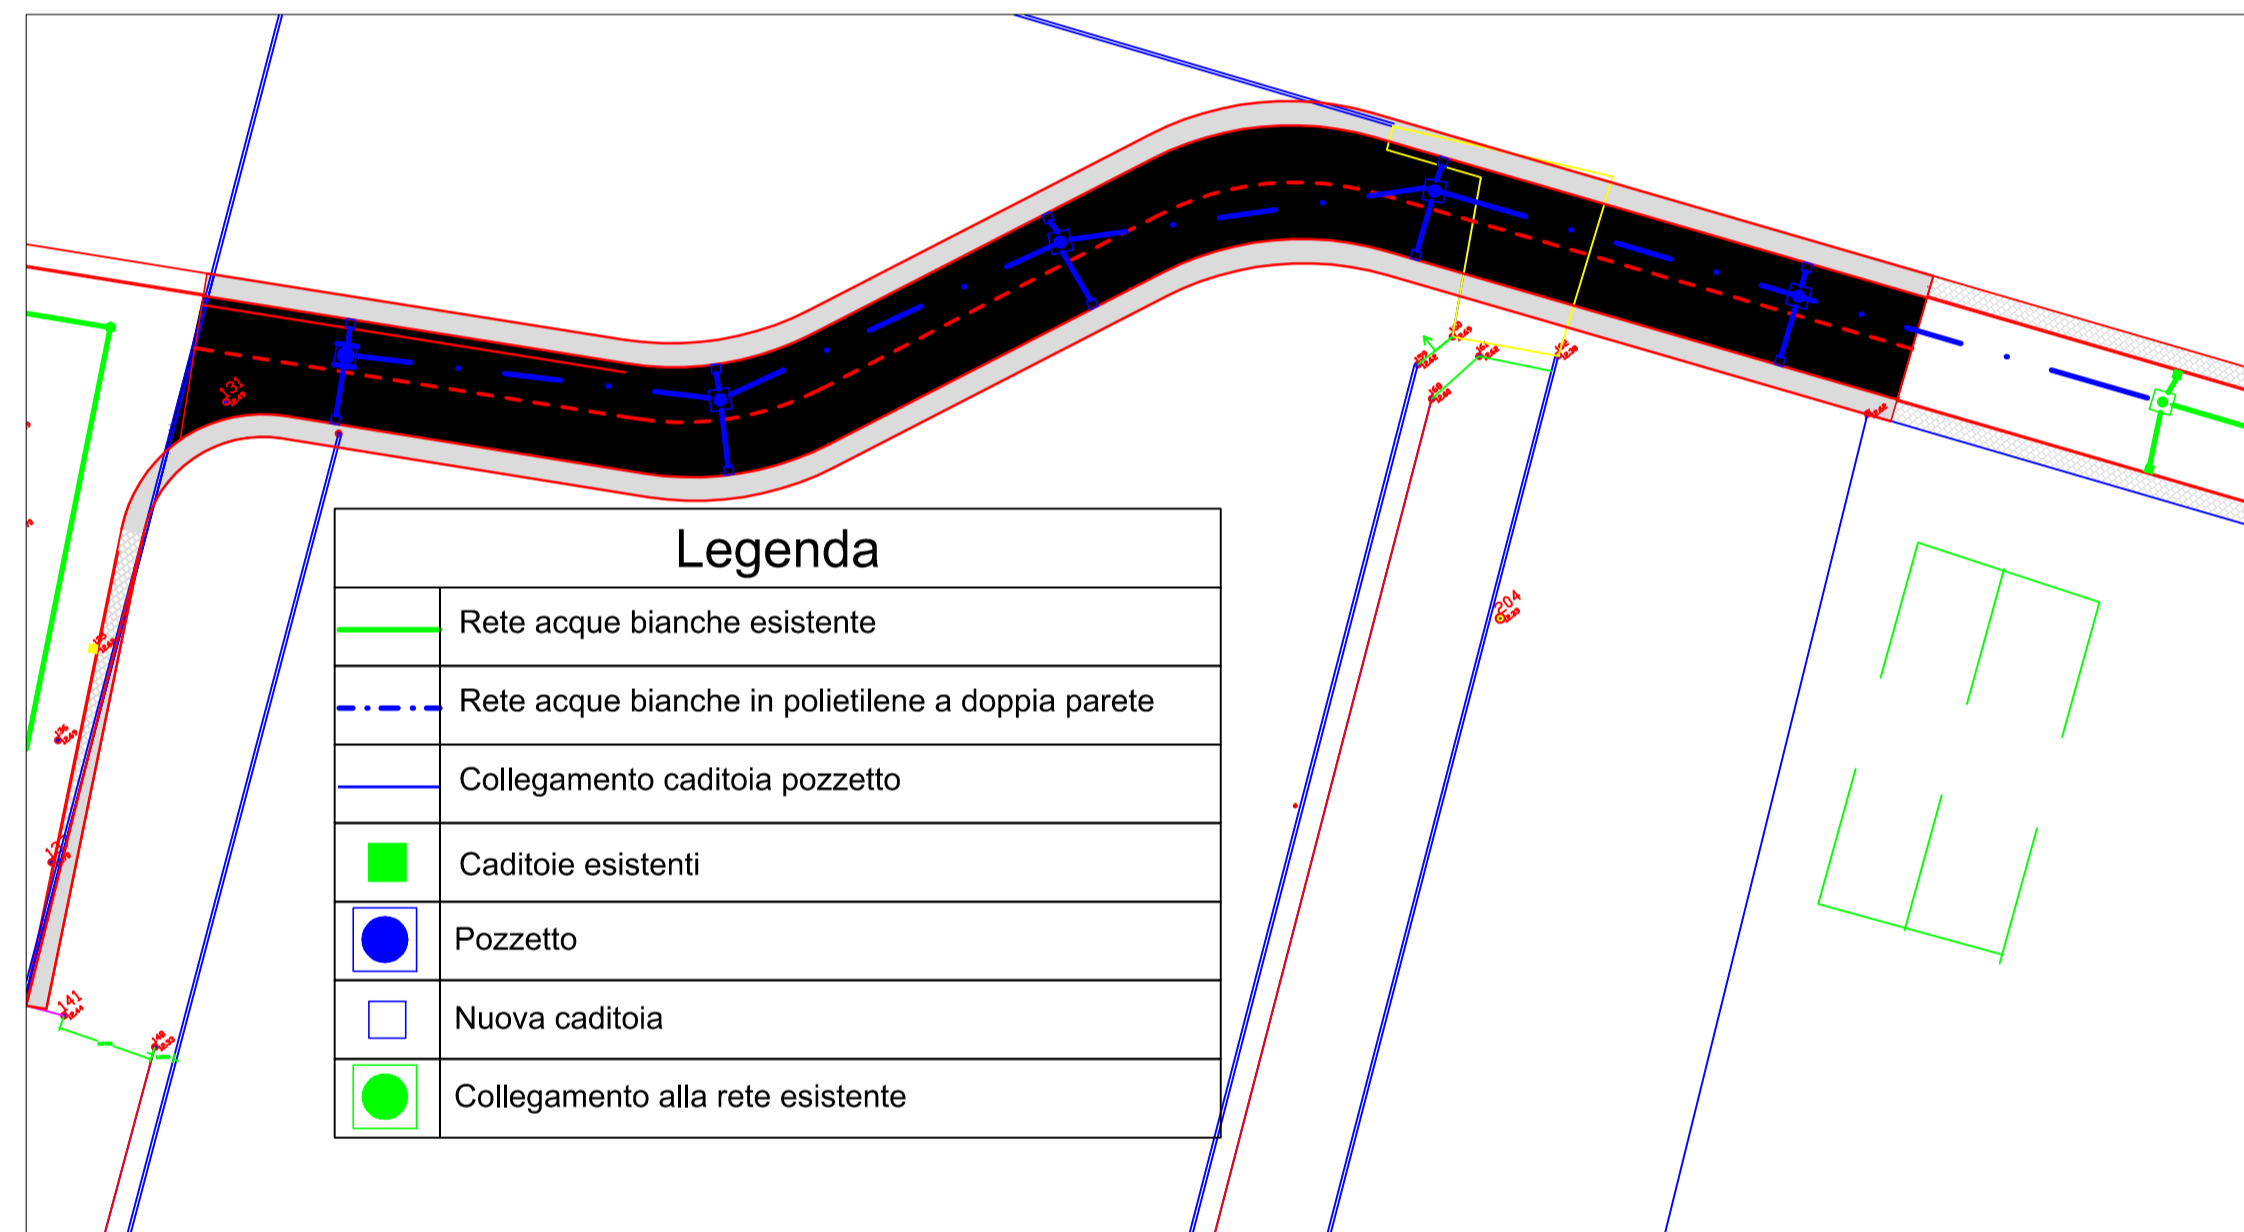 131
Legenda
Rete acque bianche esistente
Rete acque bianche in polietilene a doppia parete
Collegamento caditoia pozzetto
Caditoie esistenti
Pozzetto
Nuova caditoia
Collegamento alla rete esistente
204
141